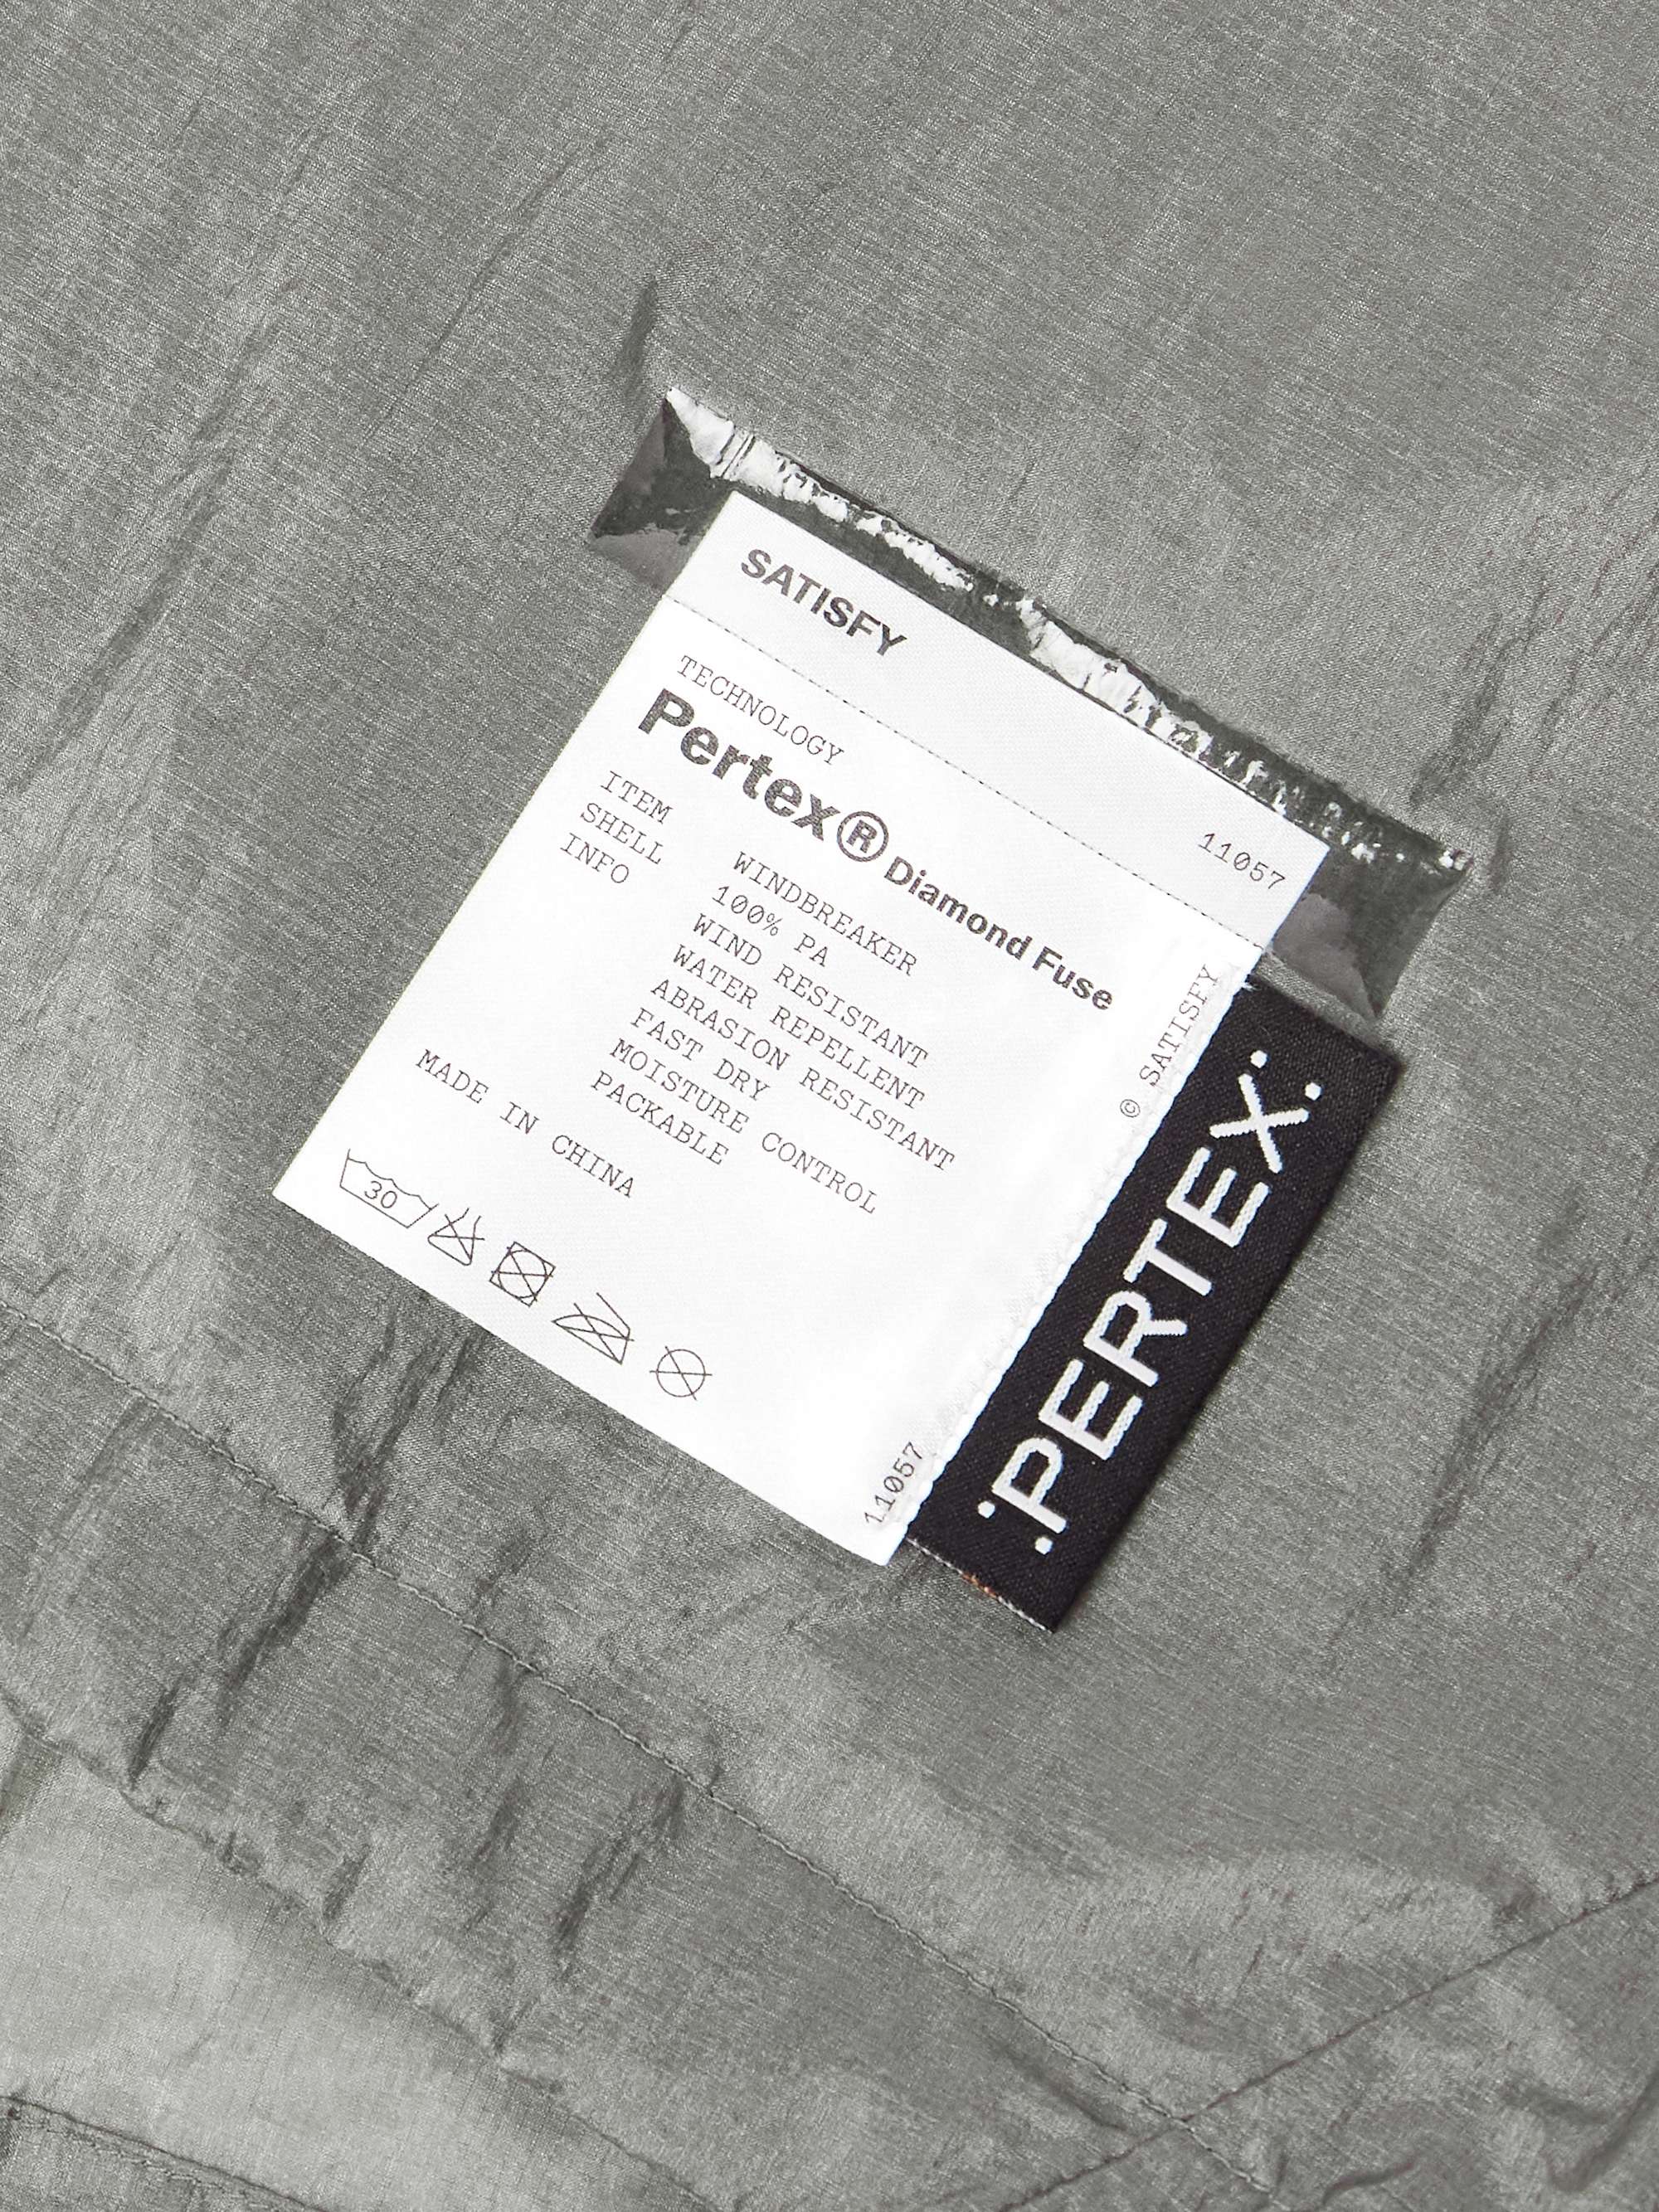 SATISFY
11057
TECHNOLOGY
Pertex® Diamond Fuse
ITEM WINDBREAKER
SHELL 100% PA
INFO WIND RESISTANT
WATER REPELLENT
ABRASION RESISTANT
FAST DRY
MOISTURE CONTROL
PACKABLE
MADE IN CHINA
30
© SATISFY
11057
:PERTEX: